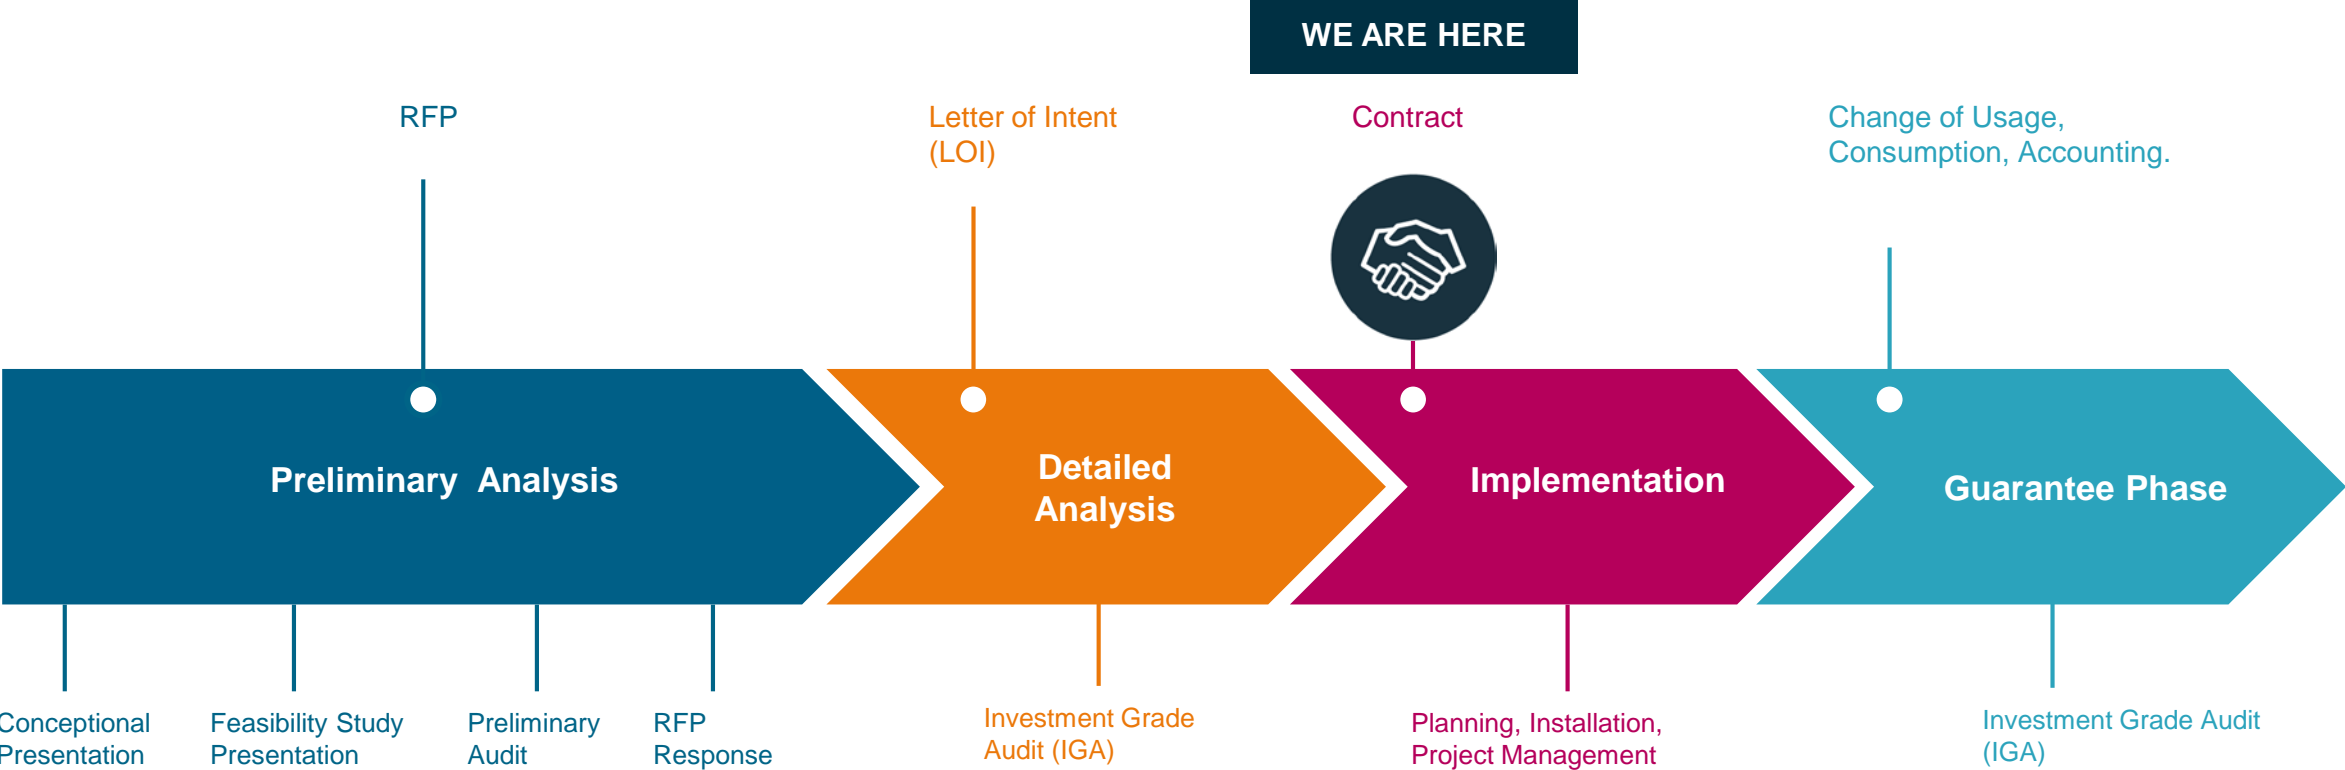 WE ARE HERE
RFP
Letter of Intent
(LOI)
Contract
Change of Usage,
Consumption, Accounting.
Preliminary Analysis
Detailed
Analysis
Implementation
Guarantee Phase
Conceptional
Presentation
Feasibility Study
Presentation
Preliminary
Audit
RFP
Response
Investment Grade
Audit (IGA)
Planning, Installation,
Project Management
Investment Grade Audit
(IGA)